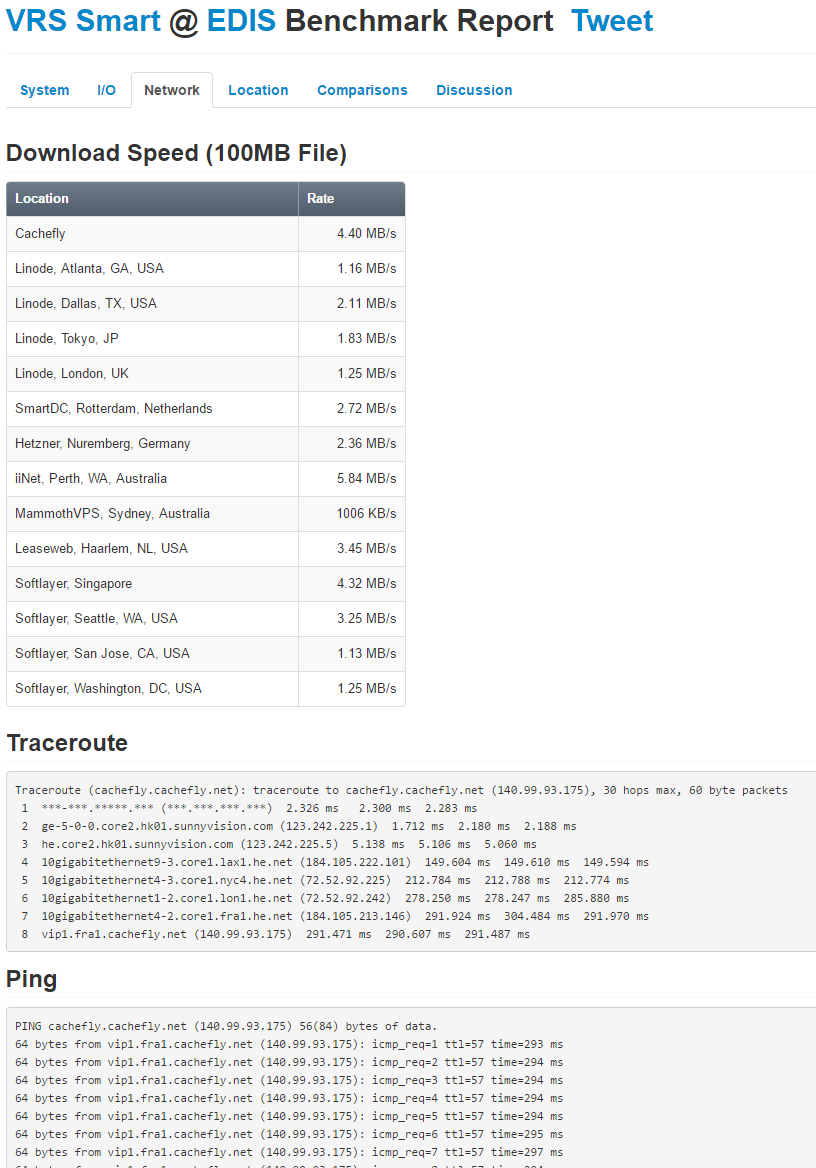 VRS Smart @ EDIS Benchmark Report Tweet
System I/O Network Location Comparisons Discussion
Download Speed (100MB File)
Location Rate
Cachefly 4.40 MB/s
Linode, Atlanta, GA, USA 1.16 MB/s
Linode, Dallas, TX, USA 2.11 MB/s
Linode, Tokyo, JP 1.83 MB/s
Linode, London, UK 1.25 MB/s
SmartDC, Rotterdam, Netherlands 2.72 MB/s
Hetzner, Nuremberg, Germany 2.36 MB/s
iiNet, Perth, WA, Australia 5.84 MB/s
MammothVPS, Sydney, Australia 1006 KB/s
Leaseweb, Haarlem, NL, USA 3.45 MB/s
Softlayer, Singapore 4.32 MB/s
Softlayer, Seattle, WA, USA 3.25 MB/s
Softlayer, San Jose, CA, USA 1.13 MB/s
Softlayer, Washington, DC, USA 1.25 MB/s
Traceroute
Traceroute (cachefly.cachefly.net): traceroute to cachefly.cachefly.net (140.99.93.175), 30 hops max, 60 byte packets
1 ***-***.*****.*** (***.***.***.***) 2.326 ms 2.300 ms 2.283 ms
2 ge-5-0-0.core2.hk01.sunnyvision.com (123.242.225.1) 1.712 ms 2.180 ms 2.188 ms
3 he.core2.hk01.sunnyvision.com (123.242.225.5) 5.138 ms 5.106 ms 5.060 ms
4 10gigabitethernet9-3.core1.lax1.he.net (184.105.222.101) 149.604 ms 149.610 ms 149.594 ms
5 10gigabitethernet4-3.core1.nyc4.he.net (72.52.92.225) 212.784 ms 212.788 ms 212.774 ms
6 10gigabitethernet1-2.core1.lon1.he.net (72.52.92.242) 278.250 ms 278.247 ms 285.880 ms
7 10gigabitethernet4-2.core1.fra1.he.net (184.105.213.146) 291.924 ms 304.484 ms 291.970 ms
8 vip1.fra1.cachefly.net (140.99.93.175) 291.471 ms 290.607 ms 291.487 ms
Ping
PING cachefly.cachefly.net (140.99.93.175) 56(84) bytes of data.
64 bytes from vip1.fra1.cachefly.net (140.99.93.175): icmp_req=1 ttl=57 time=293 ms
64 bytes from vip1.fra1.cachefly.net (140.99.93.175): icmp_req=2 ttl=57 time=294 ms
64 bytes from vip1.fra1.cachefly.net (140.99.93.175): icmp_req=3 ttl=57 time=294 ms
64 bytes from vip1.fra1.cachefly.net (140.99.93.175): icmp_req=4 ttl=57 time=294 ms
64 bytes from vip1.fra1.cachefly.net (140.99.93.175): icmp_req=5 ttl=57 time=294 ms
64 bytes from vip1.fra1.cachefly.net (140.99.93.175): icmp_req=6 ttl=57 time=295 ms
64 bytes from vip1.fra1.cachefly.net (140.99.93.175): icmp_req=7 ttl=57 time=297 ms